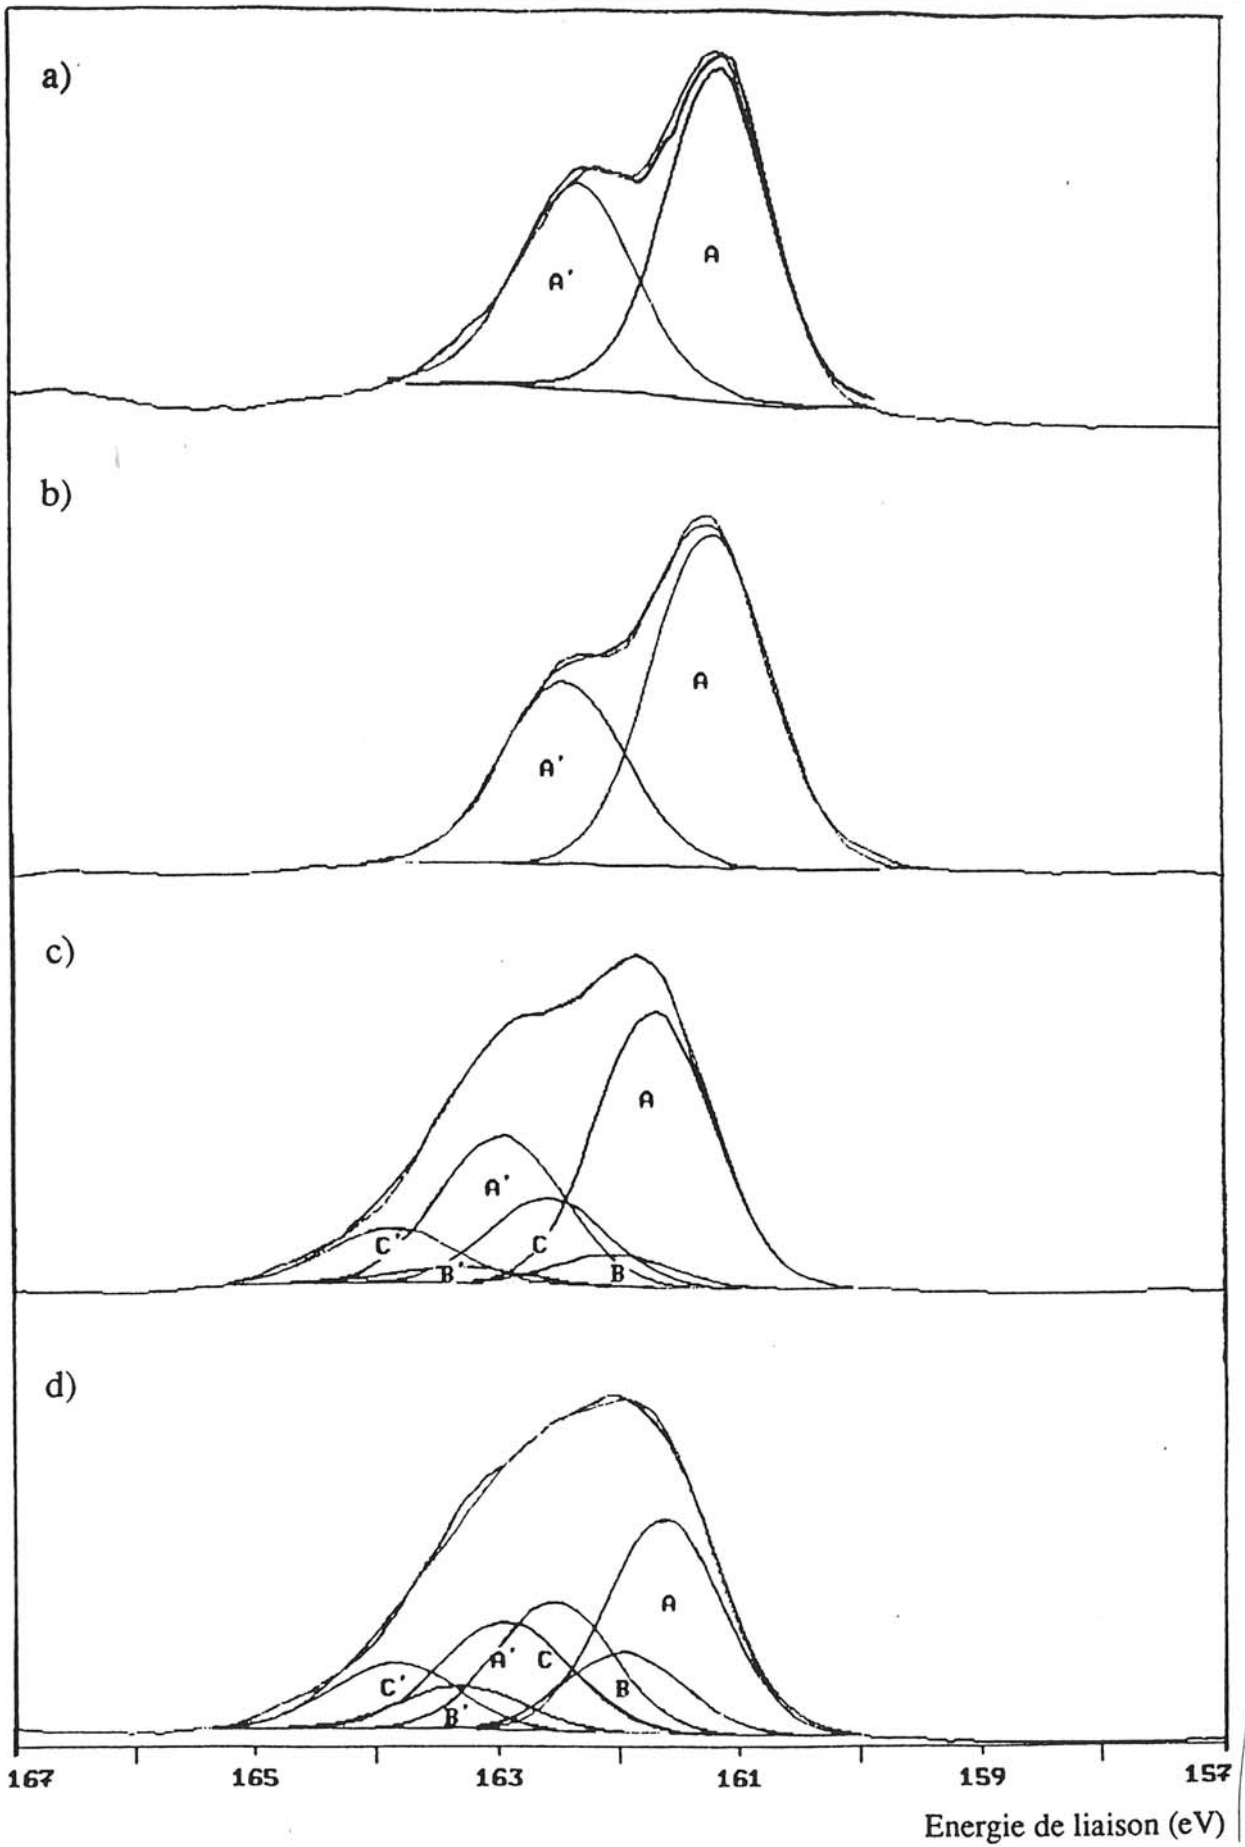 a)
A' A
b)
A' A
c)
A
A'
C' C
B' B
d)
A
A' C
C' B
B'
167 165 163 161 159 157
Energie de liaison (eV)